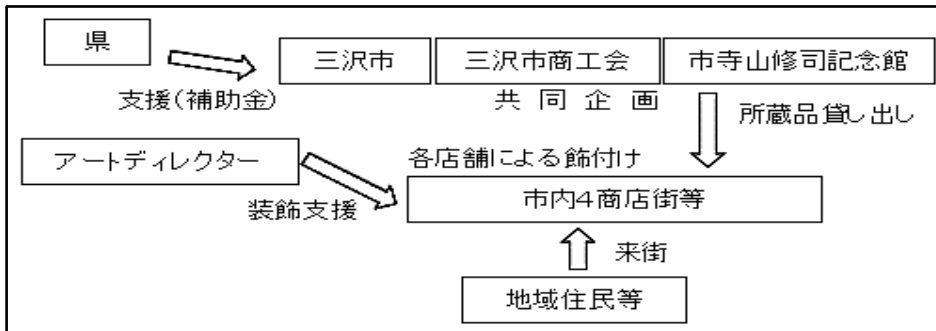 県
三沢市 三沢市商工会 市寺山修司記念館
支援(補助金)
共同企画
所蔵品貸し出し
アートディレクター
各店舗による飾付け
装飾支援
市内4商店街等
来街
地域住民等